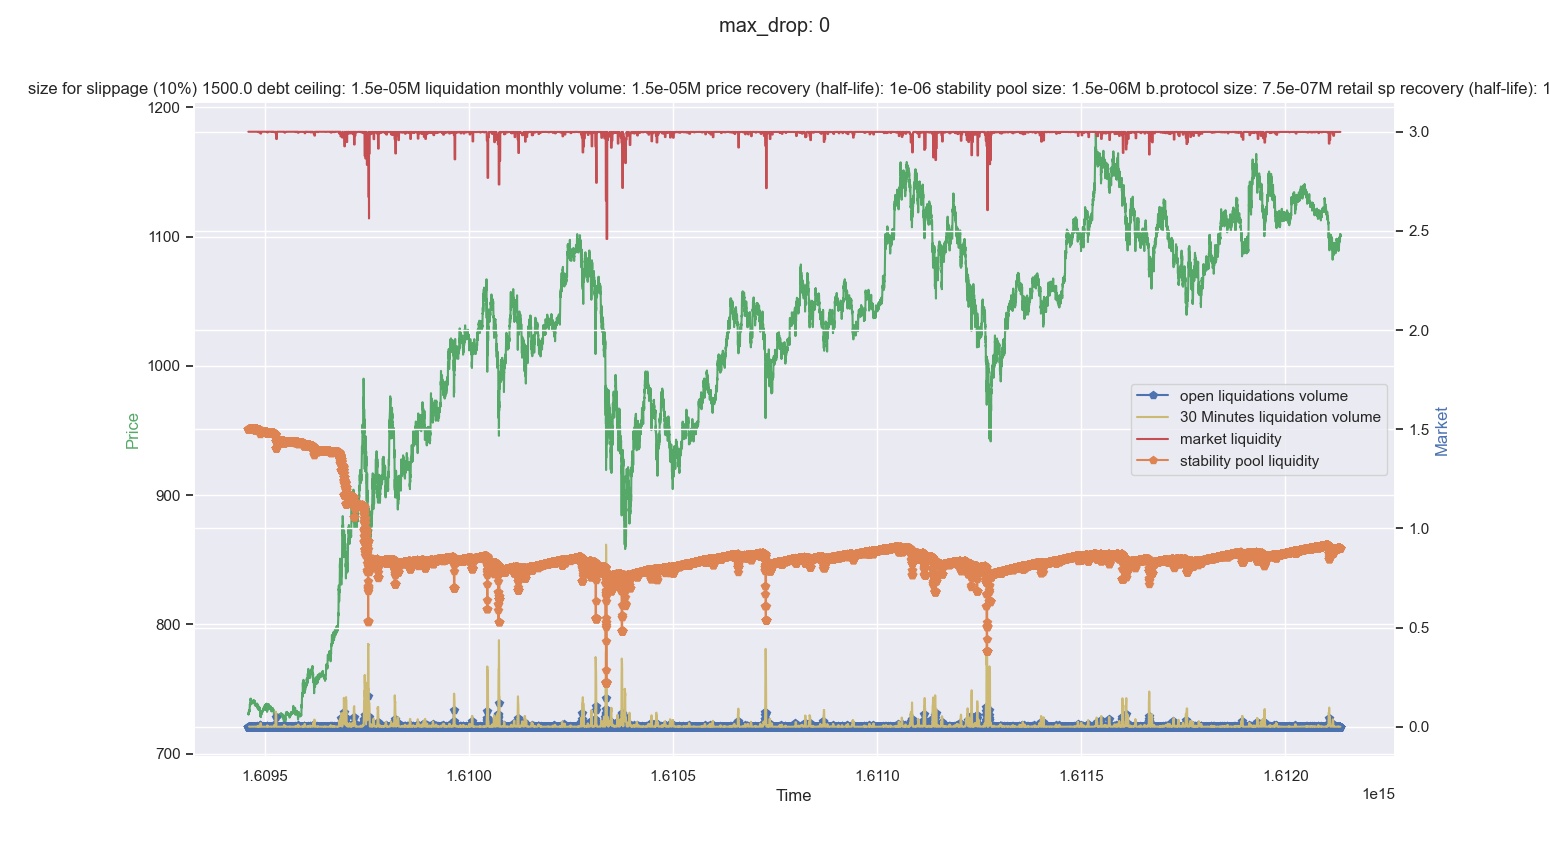 max_drop: 0
size for slippage (10%) 1500.0 debt ceiling: 1.5e-05M liquidation monthly volume: 1.5e-05M price recovery (half-life): 1e-06 stability pool size: 1.5e-06M b.protocol size: 7.5e-07M retail sp recovery (half-life): 1
1200
1100
1000
900
800
700
Price
3.0
2.5
2.0
1.5
1.0
0.5
0.0
Market
open liquidations volume
30 Minutes liquidation volume
market liquidity
stability pool liquidity
1.6095 1.6100 1.6105 1.6110 1.6115 1.6120
Time
1e15